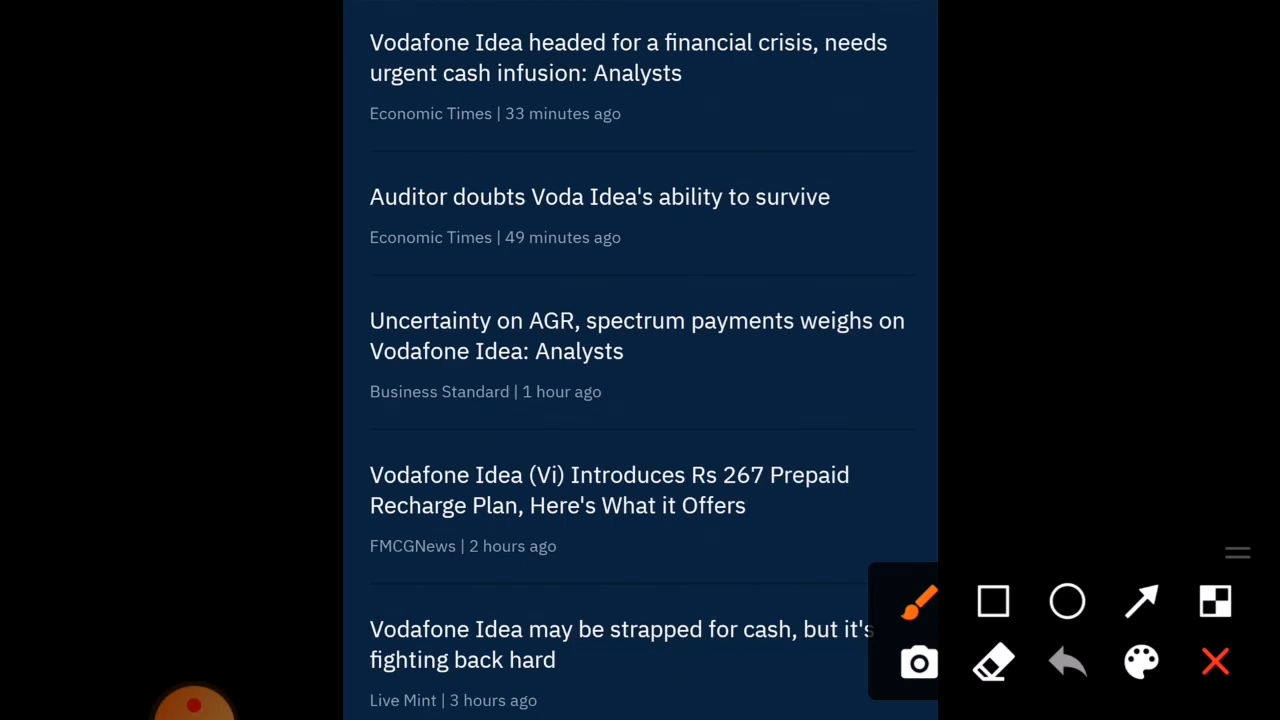 Vodafone Idea headed for a financial crisis, needs
urgent cash infusion: Analysts
Economic Times | 33 minutes ago
Auditor doubts Voda Idea's ability to survive
Economic Times | 49 minutes ago
Uncertainty on AGR, spectrum payments weighs on
Vodafone Idea: Analysts
Business Standard | 1 hour ago
Vodafone Idea (Vi) Introduces Rs 267 Prepaid
Recharge Plan, Here's What it Offers
FMCGNews | 2 hours ago
Vodafone Idea may be strapped for cash, but it's
fighting back hard
Live Mint | 3 hours ago